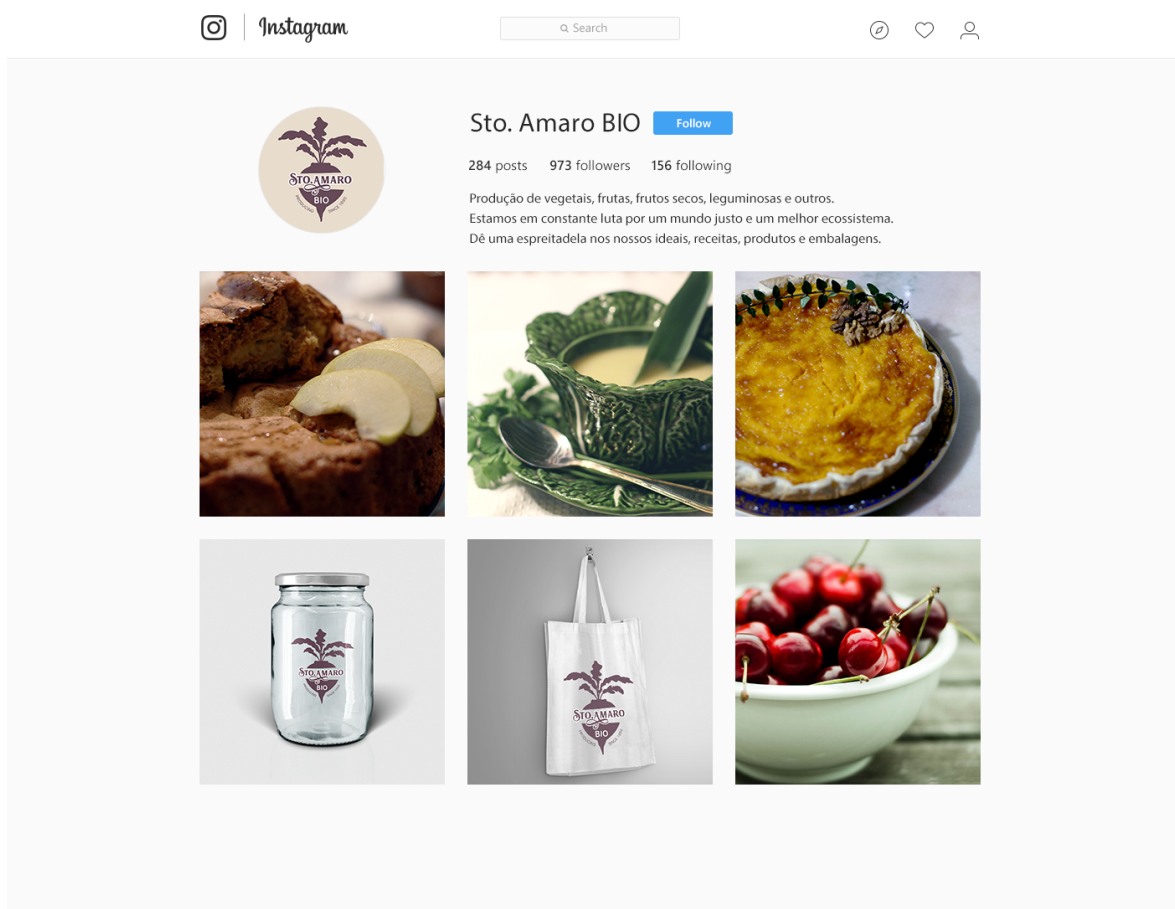 Instagram
Search
Sto. Amaro BIO Follow
284 posts 973 followers 156 following
Produção de vegetais, frutas, frutos secos, leguminosas e outros.
Estamos em constante luta por um mundo justo e um melhor ecossistema.
Dê uma espreitadela nos nossos ideais, receitas, produtos e embalagens.
STO. AMARO
BIO
STO. AMARO
BIO
STO. AMARO
BIO